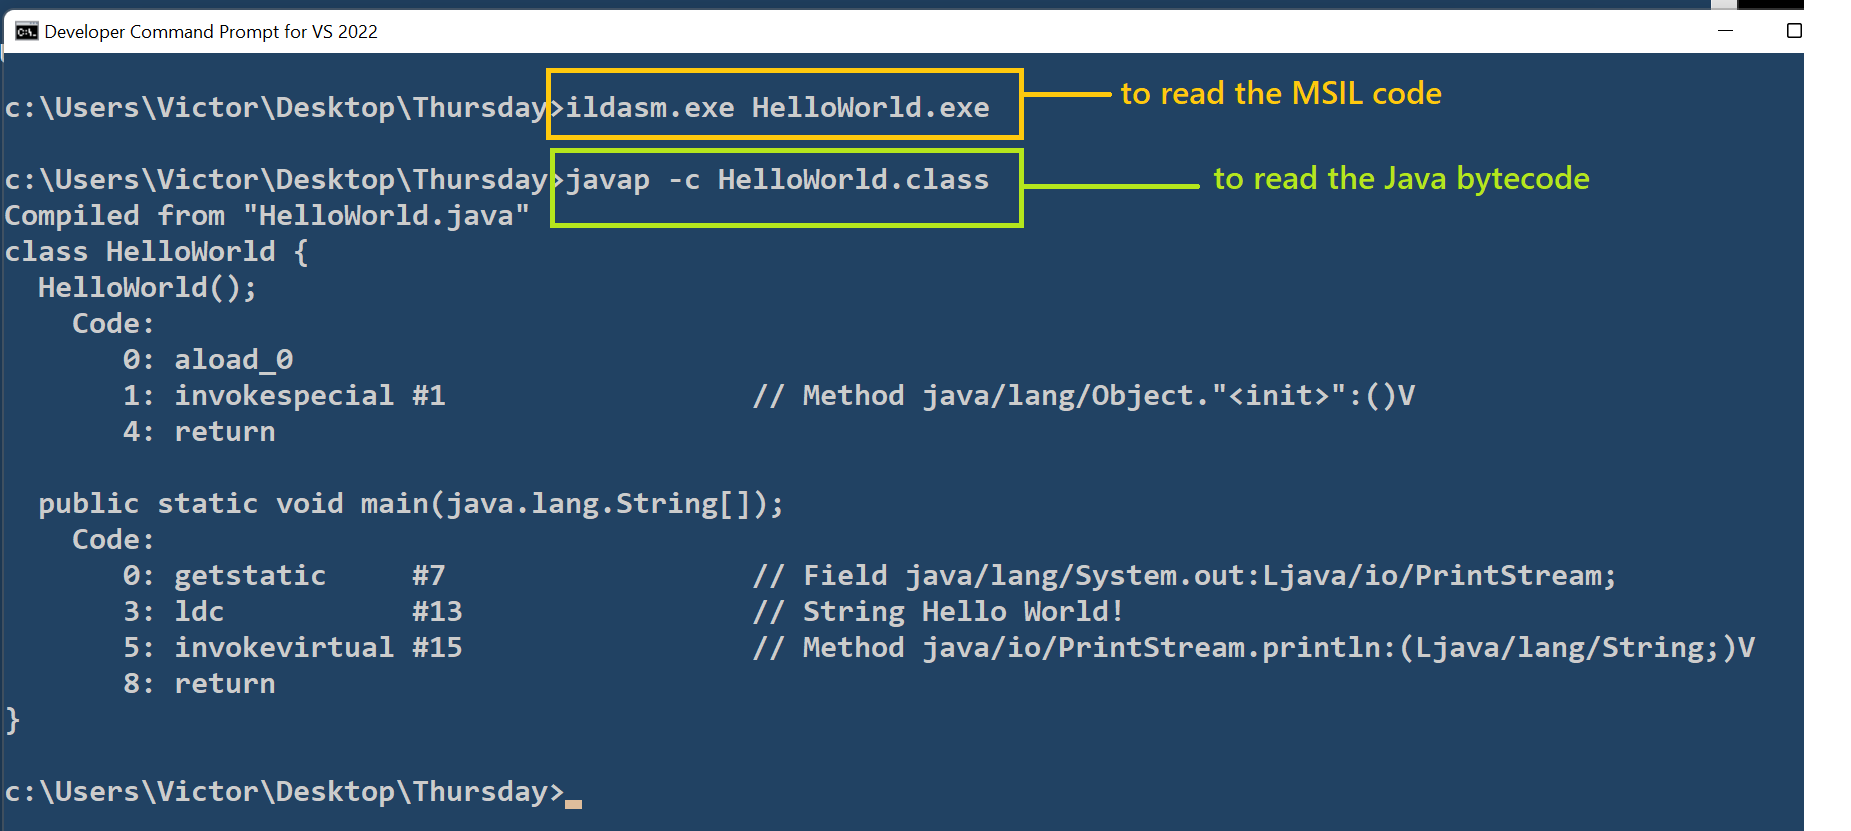 Developer Command Prompt for VS 2022
c:\Users\Victor\Desktop\Thursday>ildasm.exe HelloWorld.exe
to read the MSIL code
c:\Users\Victor\Desktop\Thursday>javap -c HelloWorld.class
to read the Java bytecode
Compiled from "HelloWorld.java"
class HelloWorld {
  HelloWorld();
    Code:
       0: aload_0
       1: invokespecial #1                  // Method java/lang/Object."<init>":()V
       4: return
  public static void main(java.lang.String[]);
    Code:
       0: getstatic     #7                  // Field java/lang/System.out:Ljava/io/PrintStream;
       3: ldc           #13                 // String Hello World!
       5: invokevirtual #15                 // Method java/io/PrintStream.println:(Ljava/lang/String;)V
       8: return
}
c:\Users\Victor\Desktop\Thursday>